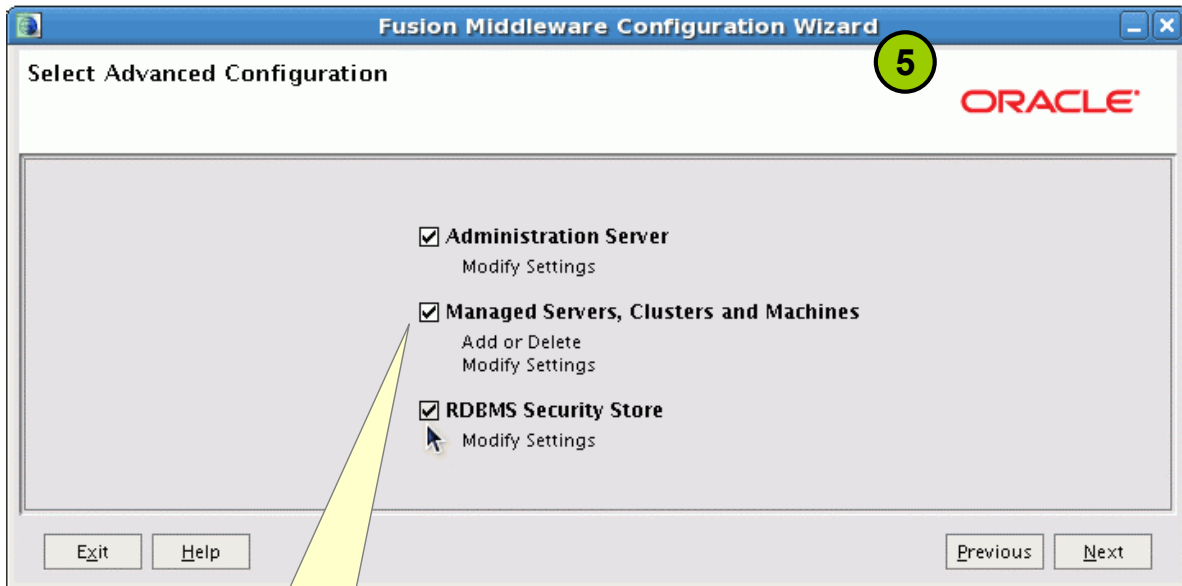 Fusion Middleware Configuration Wizard
5
Select Advanced Configuration
ORACLE
Administration Server
Modify Settings
Managed Servers, Clusters and Machines
Add or Delete
Modify Settings
RDBMS Security Store
Modify Settings
Exit Help Previous Next